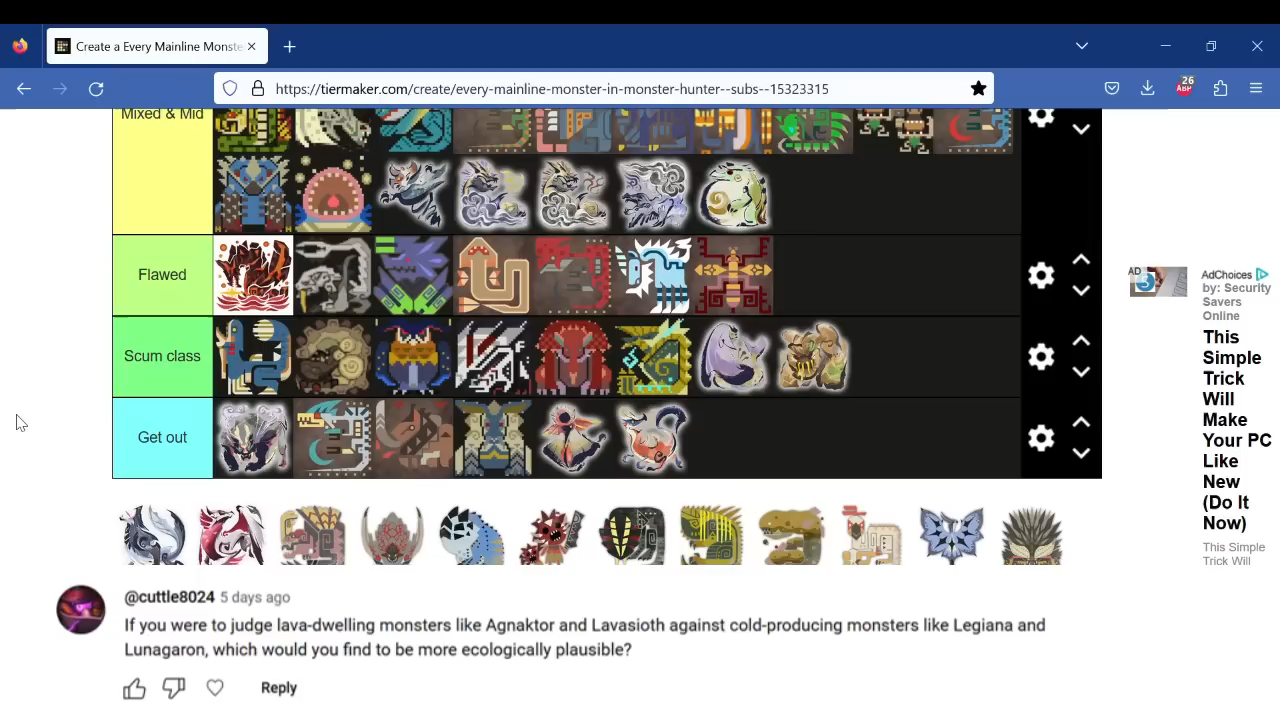 Create a Every Mainline Monste
https://tiermaker.com/create/every-mainline-monster-in-monster-hunter--subs--15323315
26
ABP
Mixed & Mid
Flawed
Scum class
Get out
AD
AdChoices
by: Security
Savers
Online
This
Simple
Trick
Will
Make
Your PC
Like
New
(Do It
Now)
This Simple
Trick Will
@cuttle8024 5 days ago
If you were to judge lava-dwelling monsters like Agnaktor and Lavasioth against cold-producing monsters like Legiana and
Lunagaron, which would you find to be more ecologically plausible?
Reply